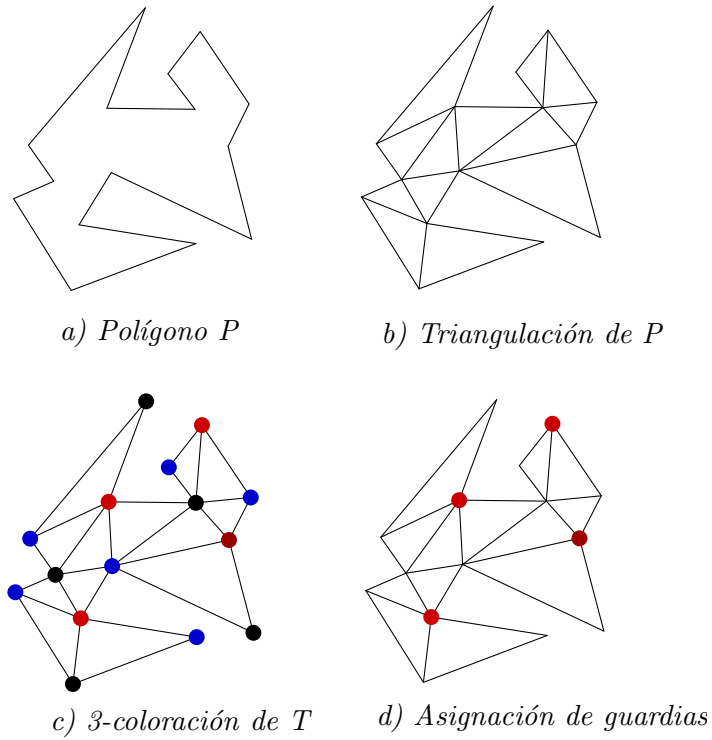 a) Polígono P
b) Triangulación de P
c) 3-coloración de T
d) Asignación de guardias